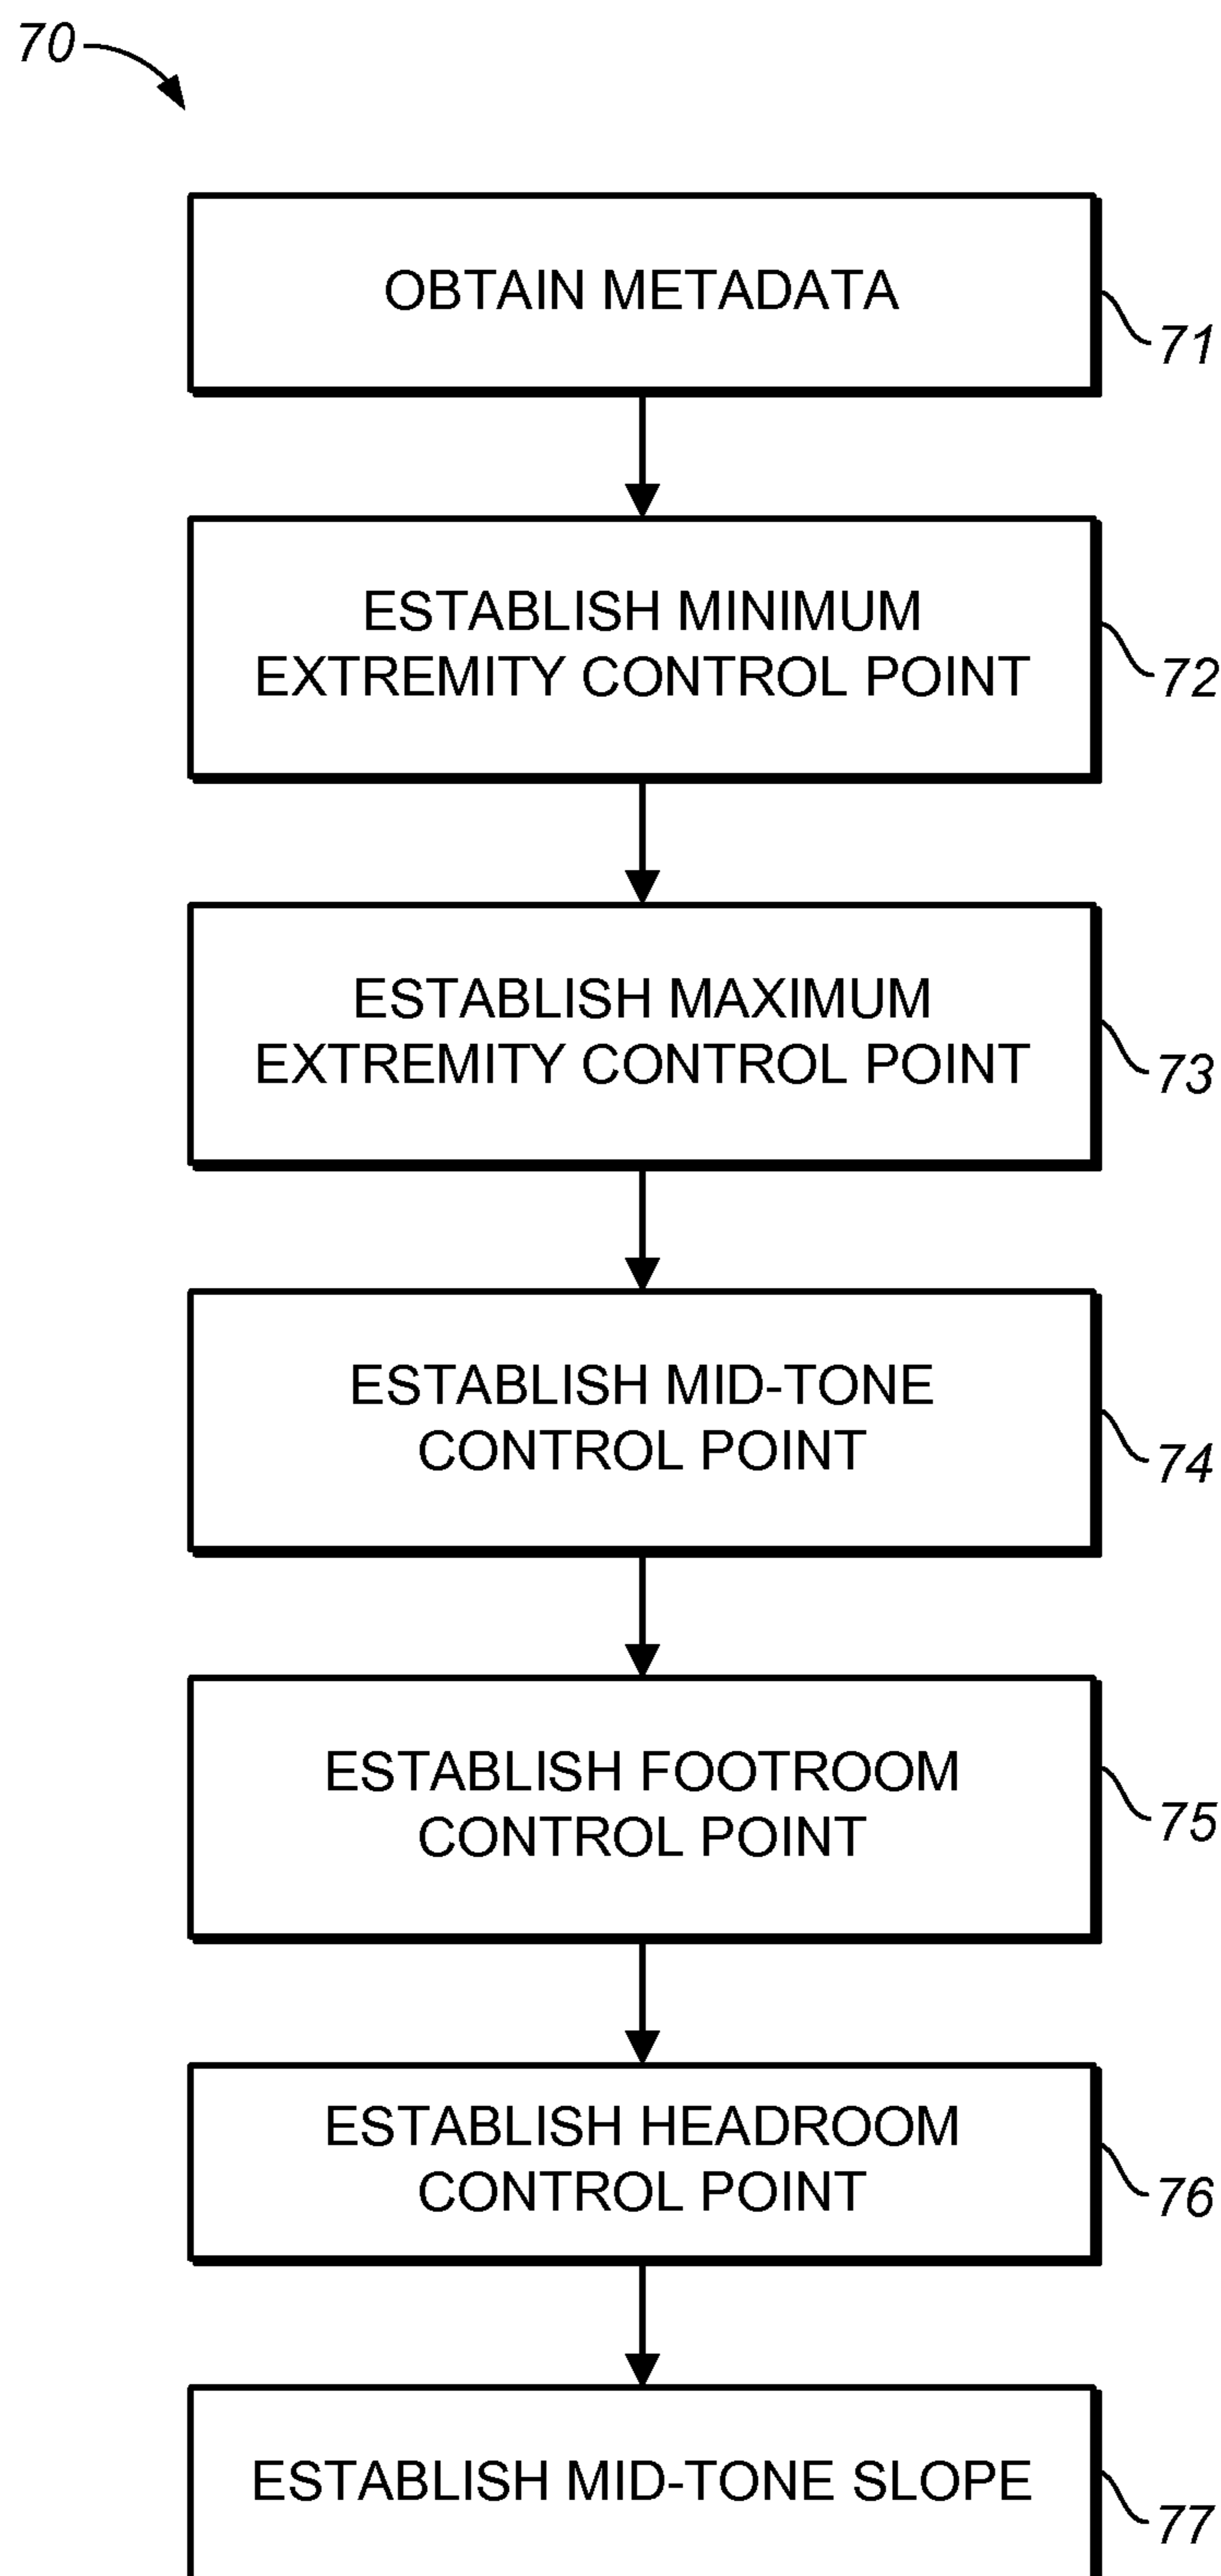 70
OBTAIN METADATA
71
ESTABLISH MINIMUM
EXTREMITY CONTROL POINT
72
ESTABLISH MAXIMUM
EXTREMITY CONTROL POINT
73
ESTABLISH MID-TONE
CONTROL POINT
74
ESTABLISH FOOTROOM
CONTROL POINT
75
ESTABLISH HEADROOM
CONTROL POINT
76
ESTABLISH MID-TONE SLOPE
77